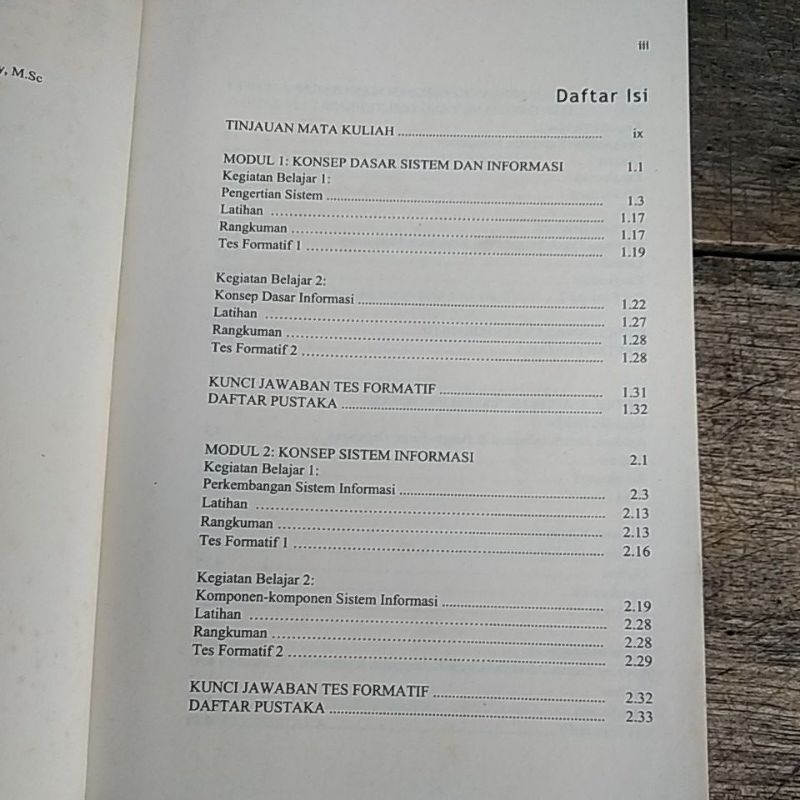 M.Sc
iii
Daftar Isi
TINJAUAN MATA KULIAH ix
MODUL 1: KONSEP DASAR SISTEM DAN INFORMASI 1.1
Kegiatan Belajar 1:
Pengertian Sistem 1.3
Latihan 1.17
Rangkuman 1.17
Tes Formatif 1 1.19
Kegiatan Belajar 2:
Konsep Dasar Informasi 1.22
Latihan 1.27
Rangkuman 1.28
Tes Formatif 2 1.28
KUNCI JAWABAN TES FORMATIF 1.31
DAFTAR PUSTAKA 1.32
MODUL 2: KONSEP SISTEM INFORMASI 2.1
Kegiatan Belajar 1:
Perkembangan Sistem Informasi 2.3
Latihan 2.13
Rangkuman 2.13
Tes Formatif 1 2.16
Kegiatan Belajar 2:
Komponen-komponen Sistem Informasi 2.19
Latihan 2.28
Rangkuman 2.28
Tes Formatif 2 2.29
KUNCI JAWABAN TES FORMATIF 2.32
DAFTAR PUSTAKA 2.33